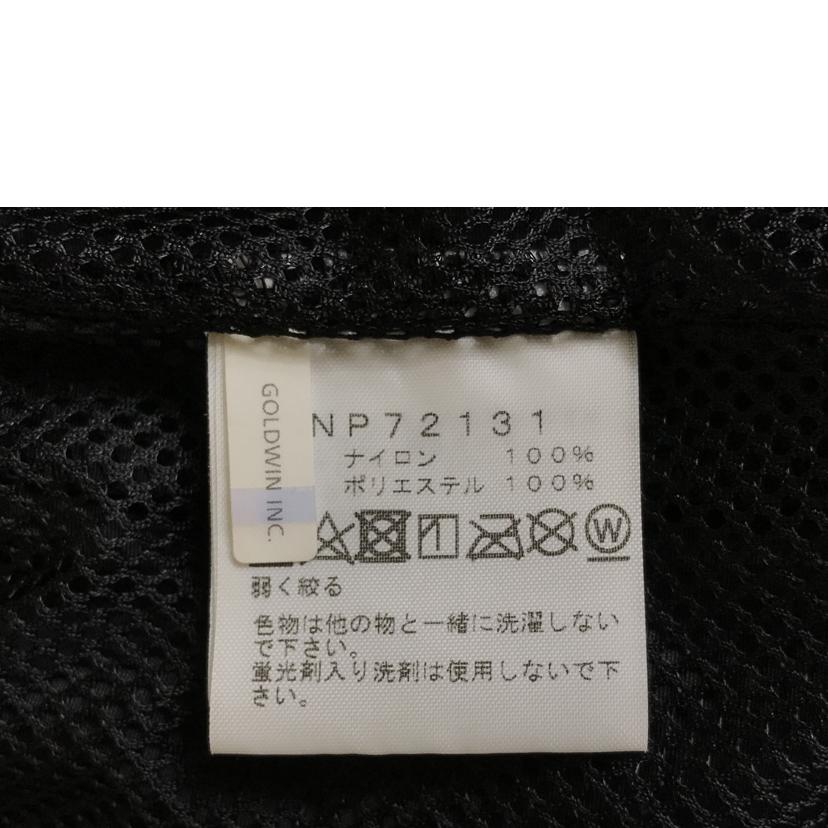 GOLDWIN INC.
NP72131
ナイロン 100%
ポリエステル 100%
W
弱く絞る
色物は他の物と一緒に洗濯しない
で下さい。
蛍光剤入り洗剤は使用しないで下
さい。